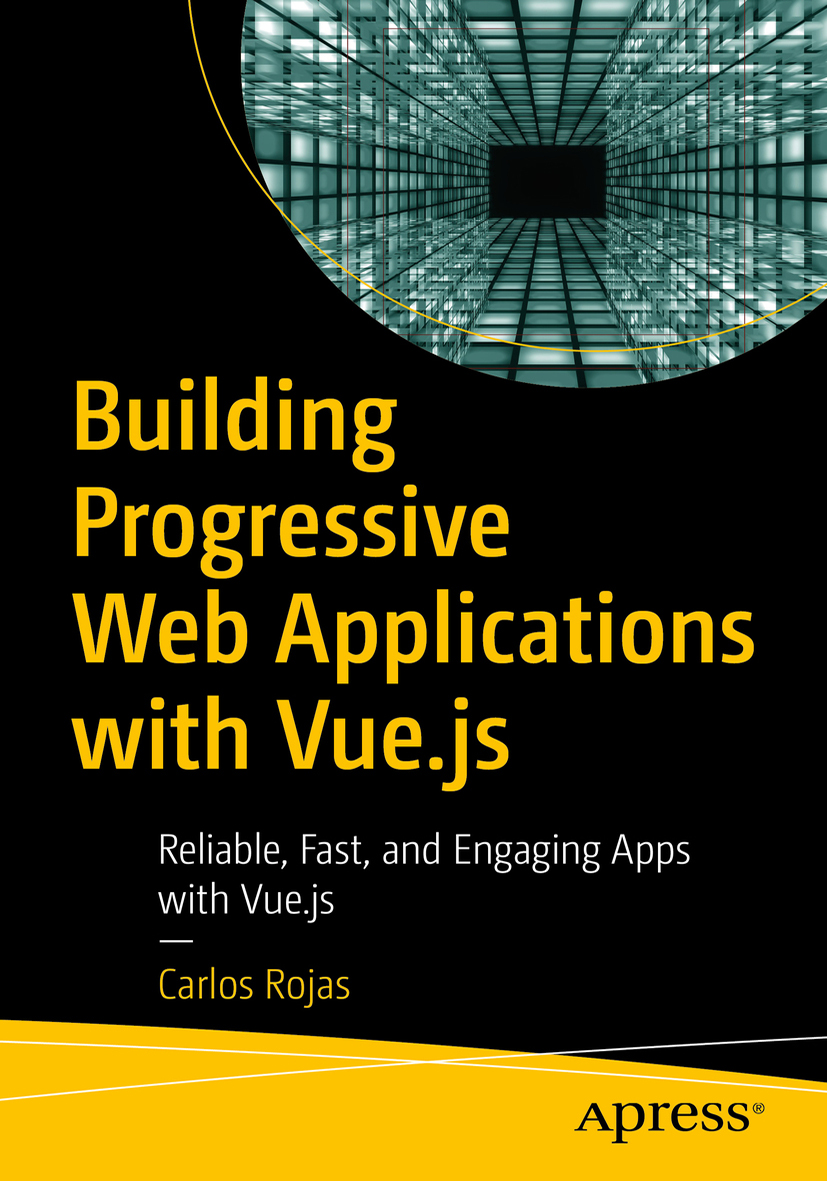 Building
Progressive
Web Applications
with Vue.js
Reliable, Fast, and Engaging Apps
with Vue.js
—
Carlos Rojas
Apress®